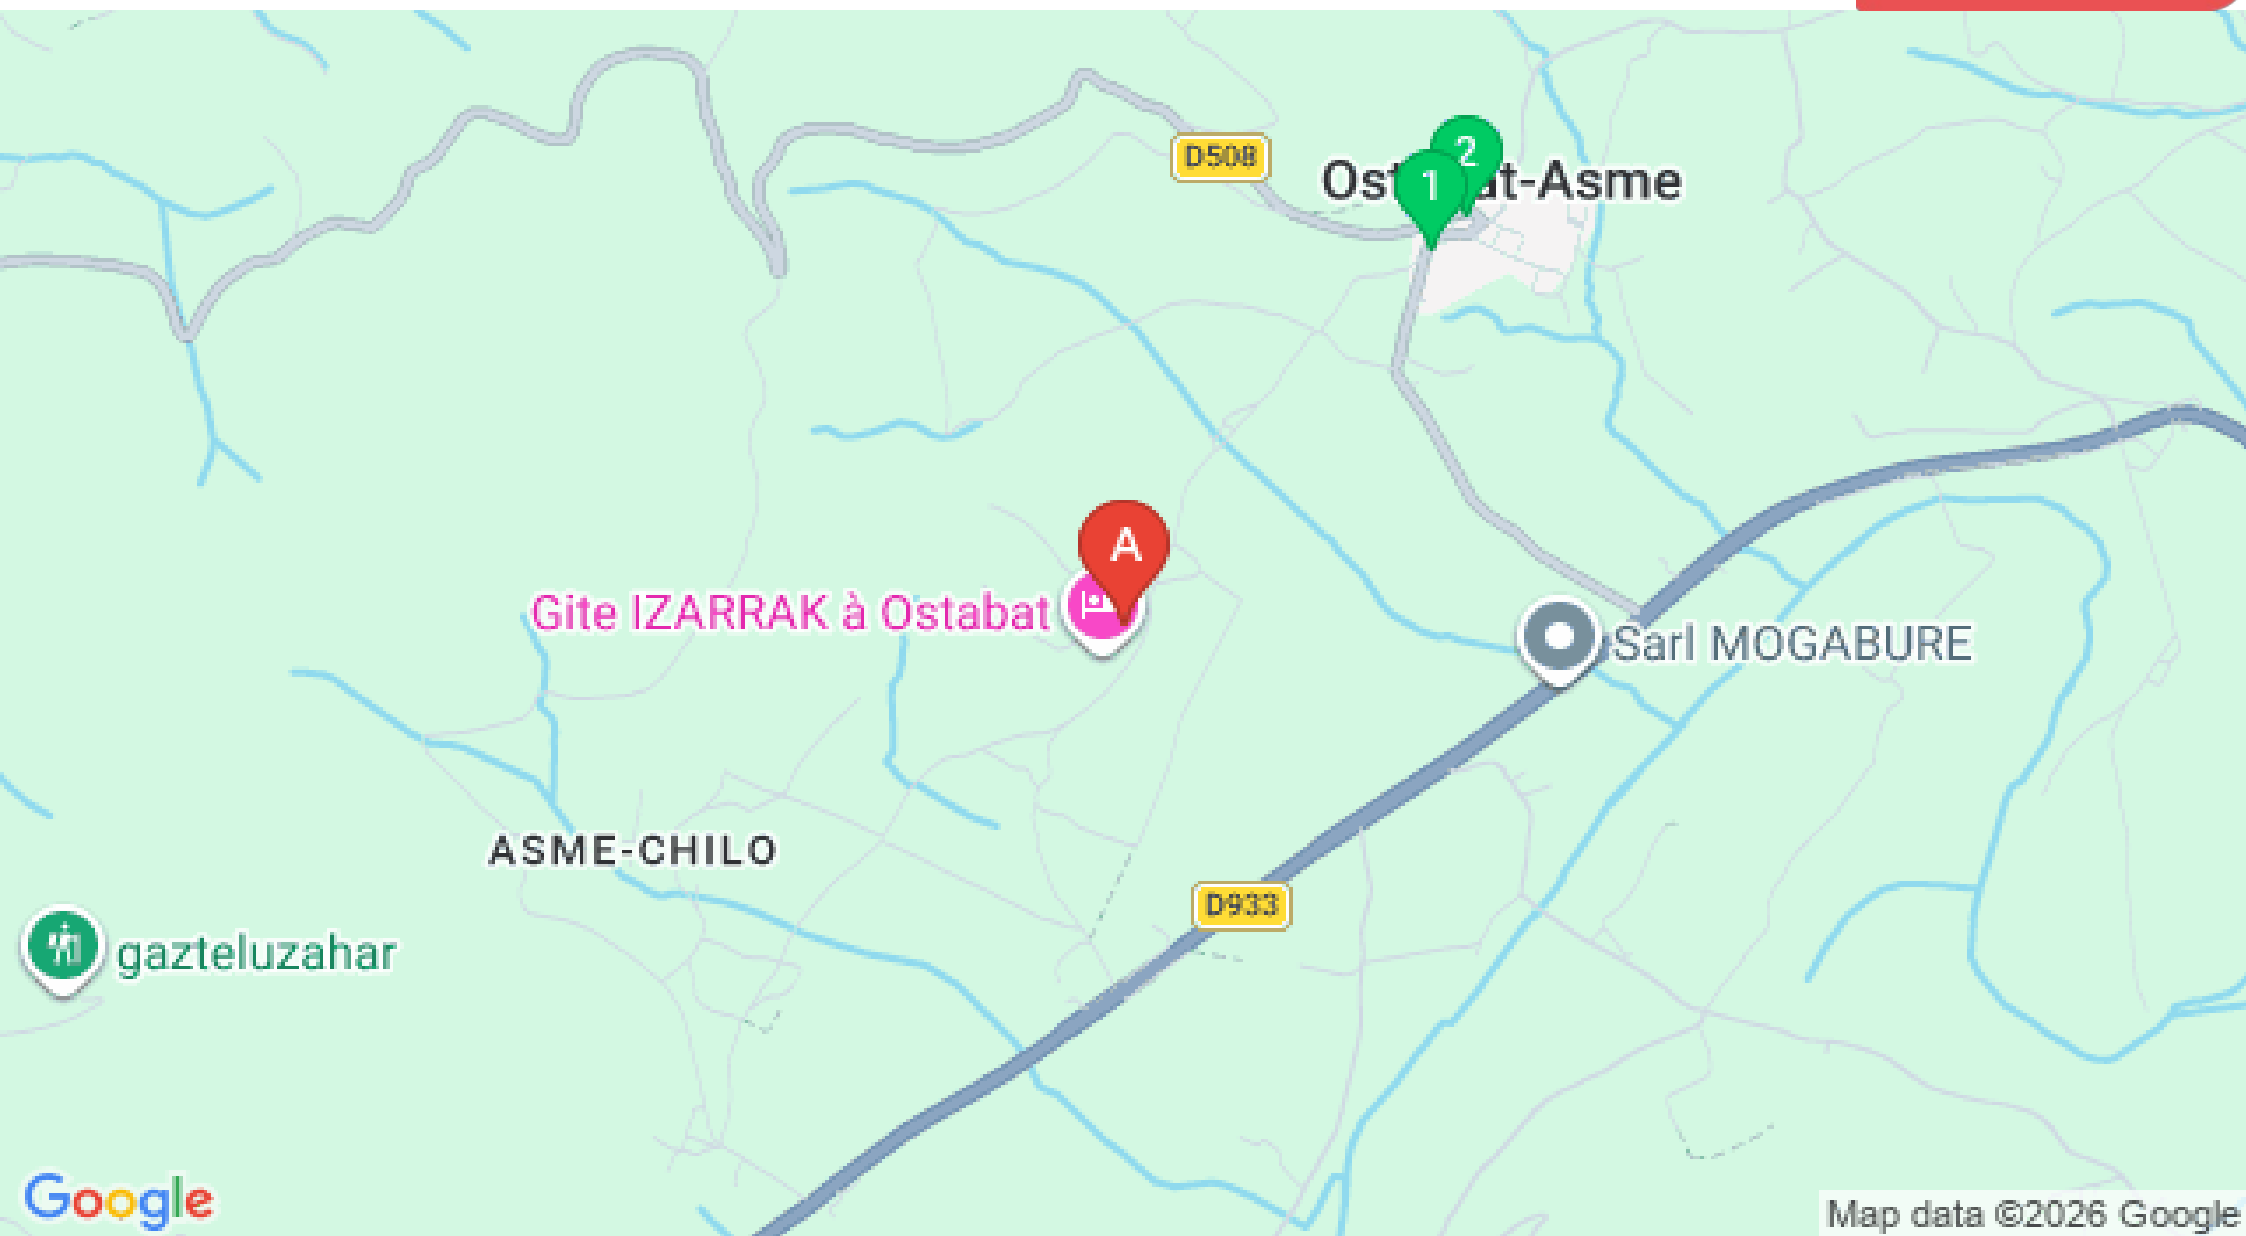 D508
2
1
Ost
at-Asme
A
Gite IZARRAK à Ostabat
Sarl MOGABURE
ASME-CHILO
D933
gazteluzahar
Google
Map data ©2026 Google